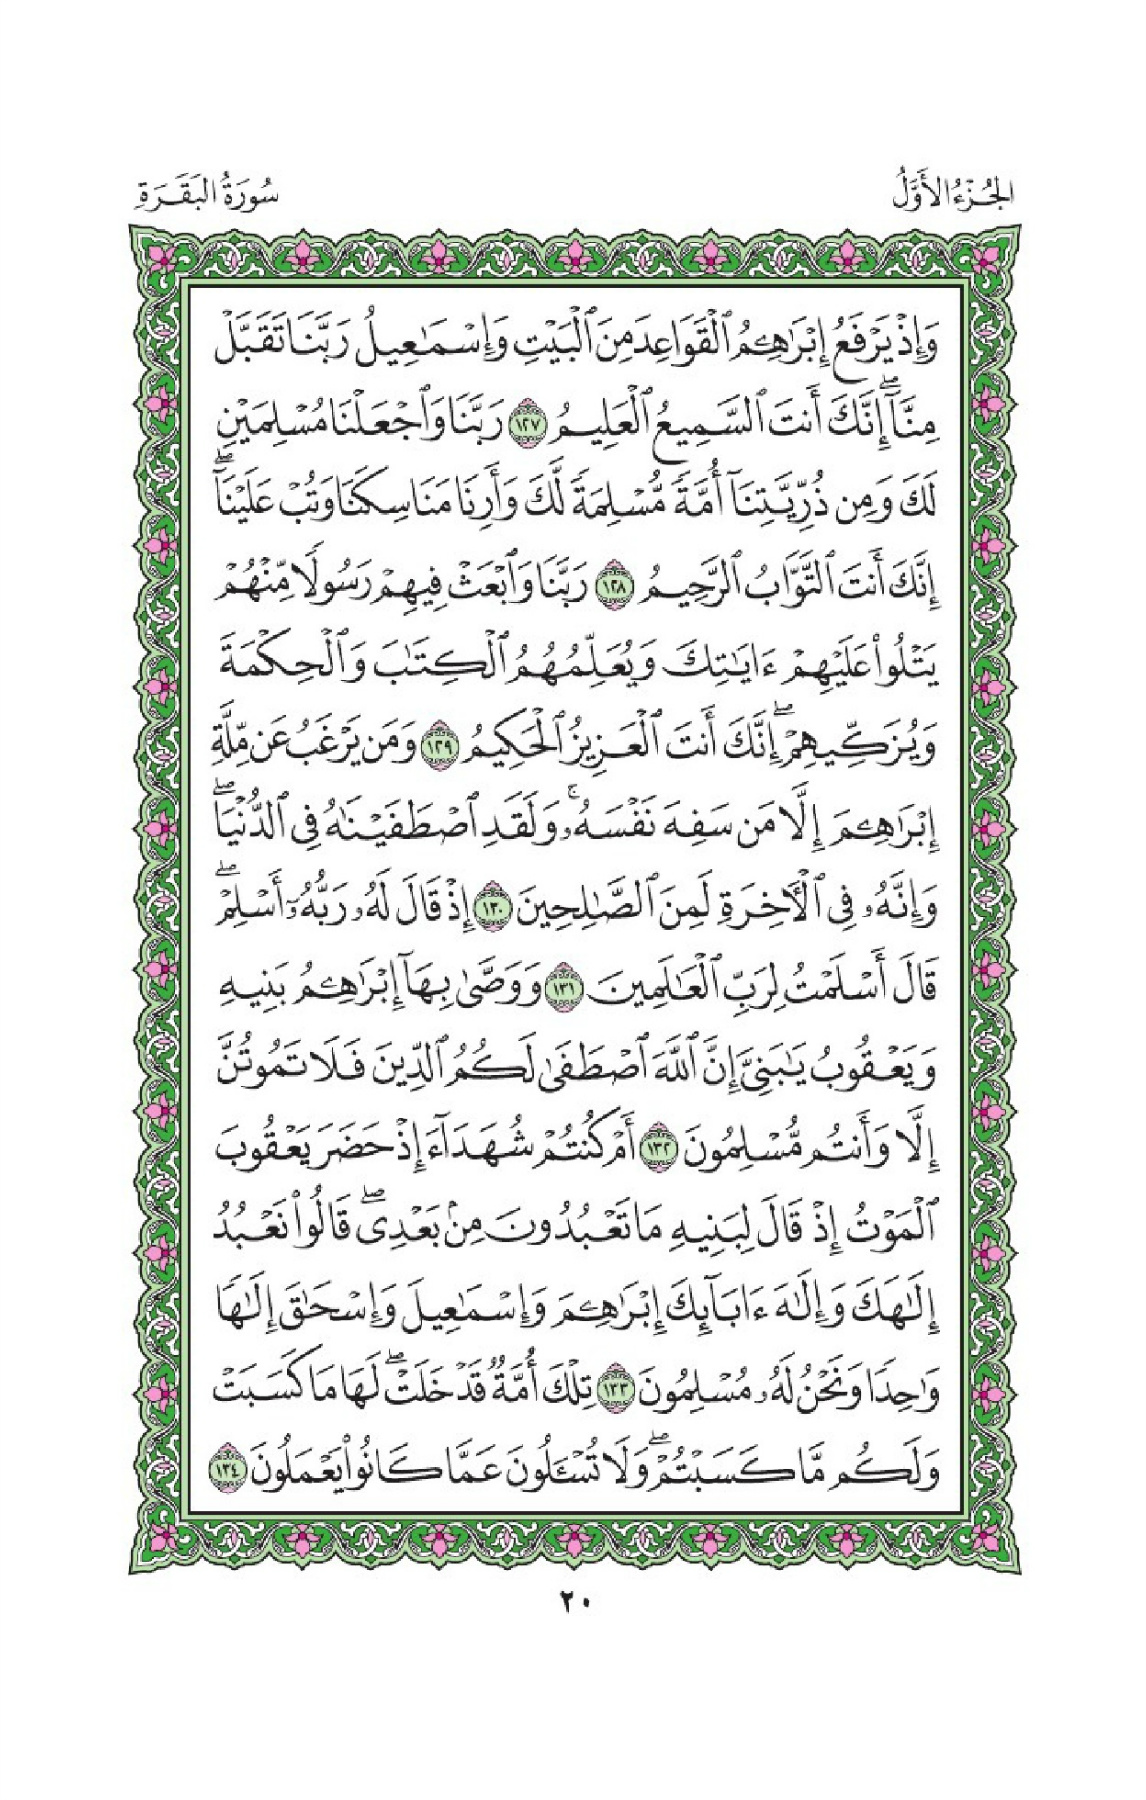 الجُزْءُ الأَوَّلُ
سُورَةُ البَقَرَةِ
وَإِذْ يَرْفَعُ إِبْرَٰهِـۧمُ ٱلْقَوَاعِدَ مِنَ ٱلْبَيْتِ وَإِسْمَٰعِيلُ رَبَّنَا تَقَبَّلْ
مِنَّآ ۖ إِنَّكَ أَنتَ ٱلسَّمِيعُ ٱلْعَلِيمُ ١٢٧ رَبَّنَا وَٱجْعَلْنَا مُسْلِمَيْنِ
لَكَ وَمِن ذُرِّيَّتِنَآ أُمَّةً مُّسْلِمَةً لَّكَ وَأَرِنَا مَنَاسِكَنَا وَتُبْ عَلَيْنَآ ۖ
إِنَّكَ أَنتَ ٱلتَّوَّابُ ٱلرَّحِيمُ ١٢٨ رَبَّنَا وَٱبْعَثْ فِيهِمْ رَسُولًا مِّنْهُمْ
يَتْلُوا۟ عَلَيْهِمْ ءَايَٰتِكَ وَيُعَلِّمُهُمُ ٱلْكِتَٰبَ وَٱلْحِكْمَةَ
وَيُزَكِّيهِمْ ۖ إِنَّكَ أَنتَ ٱلْعَزِيزُ ٱلْحَكِيمُ ١٢٩ وَمَن يَرْغَبُ عَن مِّلَّةِ
إِبْرَٰهِـۧمَ إِلَّا مَن سَفِهَ نَفْسَهُۥ ۚ وَلَقَدِ ٱصْطَفَيْنَٰهُ فِى ٱلدُّنْيَا ۖ
وَإِنَّهُۥ فِى ٱلْأَخِرَةِ لَمِنَ ٱلصَّٰلِحِينَ ١٣٠ إِذْ قَالَ لَهُۥ رَبُّهُۥٓ أَسْلِمْ ۖ
قَالَ أَسْلَمْتُ لِرَبِّ ٱلْعَٰلَمِينَ ١٣١ وَوَصَّىٰ بِهَآ إِبْرَٰهِـۧمُ بَنِيهِ
وَيَعْقُوبُ يَٰبَنِىَّ إِنَّ ٱللَّهَ ٱصْطَفَىٰ لَكُمُ ٱلدِّينَ فَلَا تَمُوتُنَّ
إِلَّا وَأَنتُم مُّسْلِمُونَ ١٣٢ أَمْ كُنتُمْ شُهَدَآءَ إِذْ حَضَرَ يَعْقُوبَ
ٱلْمَوْتُ إِذْ قَالَ لِبَنِيهِ مَا تَعْبُدُونَ مِنۢ بَعْدِى ۖ قَالُوا۟ نَعْبُدُ
إِلَٰهَكَ وَإِلَٰهَ ءَابَآئِكَ إِبْرَٰهِـۧمَ وَإِسْمَٰعِيلَ وَإِسْحَٰقَ إِلَٰهًا
وَٰحِدًا وَنَحْنُ لَهُۥ مُسْلِمُونَ ١٣٣ تِلْكَ أُمَّةٌ قَدْ خَلَتْ ۖ لَهَا مَا كَسَبَتْ
وَلَكُم مَّا كَسَبْتُمْ ۖ وَلَا تُسْـَٔلُونَ عَمَّا كَانُوا۟ يَعْمَلُونَ ١٣٤
٢٠